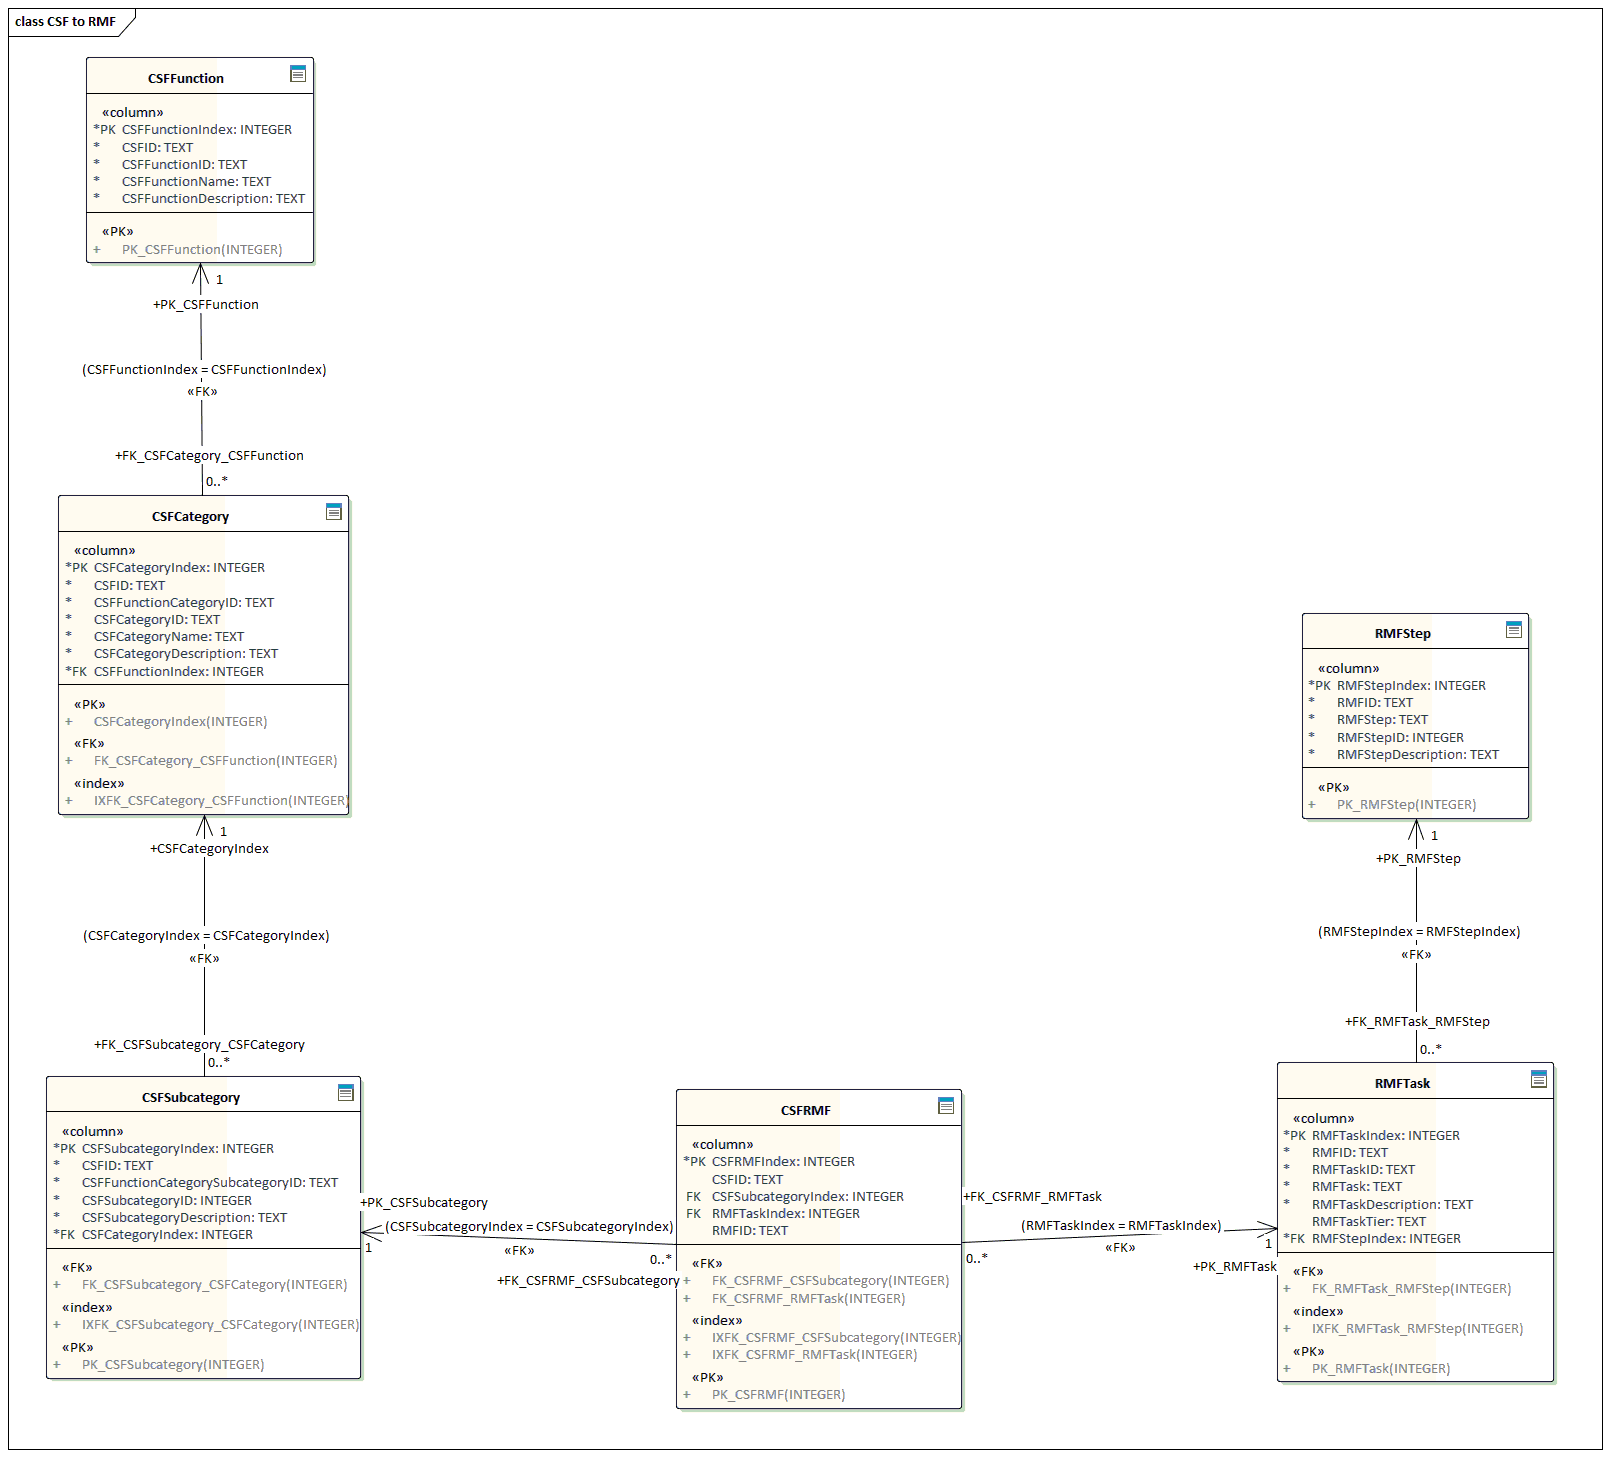 class CSF to RMF
CSFFunction
«column»
*PK CSFFunctionIndex: INTEGER
* CSFID: TEXT
* CSFFunctionID: TEXT
* CSFFunctionName: TEXT
* CSFFunctionDescription: TEXT
«PK»
+ PK_CSFFunction(INTEGER)
1
+PK_CSFFunction
(CSFFunctionIndex = CSFFunctionIndex)
«FK»
+FK_CSFCategory_CSFFunction
0..*
CSFCategory
«column»
*PK CSFCategoryIndex: INTEGER
* CSFID: TEXT
* CSFFunctionCategoryID: TEXT
* CSFCategoryID: TEXT
* CSFCategoryName: TEXT
* CSFCategoryDescription: TEXT
*FK CSFFunctionIndex: INTEGER
«PK»
+ CSFCategoryIndex(INTEGER)
«FK»
+ FK_CSFCategory_CSFFunction(INTEGER)
«index»
+ IXFK_CSFCategory_CSFFunction(INTEGER)
1
+CSFCategoryIndex
(CSFCategoryIndex = CSFCategoryIndex)
«FK»
+FK_CSFSubcategory_CSFCategory
0..*
CSFSubcategory
«column»
*PK CSFSubcategoryIndex: INTEGER
* CSFID: TEXT
* CSFFunctionCategorySubcategoryID: TEXT
* CSFSubcategoryID: INTEGER
* CSFSubcategoryDescription: TEXT
*FK CSFCategoryIndex: INTEGER
«FK»
+ FK_CSFSubcategory_CSFCategory(INTEGER)
«index»
+ IXFK_CSFSubcategory_CSFCategory(INTEGER)
«PK»
+ PK_CSFSubcategory(INTEGER)
+PK_CSFSubcategory
(CSFSubcategoryIndex = CSFSubcategoryIndex)
1
«FK»
0..*
+FK_CSFRMF_CSFSubcategory
CSFRMF
«column»
*PK CSFRMFIndex: INTEGER
CSFID: TEXT
FK CSFSubcategoryIndex: INTEGER
FK RMFTaskIndex: INTEGER
RMFID: TEXT
«FK»
+ FK_CSFRMF_CSFSubcategory(INTEGER)
+ FK_CSFRMF_RMFTask(INTEGER)
«index»
+ IXFK_CSFRMF_CSFSubcategory(INTEGER)
+ IXFK_CSFRMF_RMFTask(INTEGER)
«PK»
+ PK_CSFRMF(INTEGER)
+FK_CSFRMF_RMFTask
(RMFTaskIndex = RMFTaskIndex)
«FK»
0..*
1
+PK_RMFTask
RMFStep
«column»
*PK RMFStepIndex: INTEGER
* RMFID: TEXT
* RMFStep: TEXT
* RMFStepID: INTEGER
* RMFStepDescription: TEXT
«PK»
+ PK_RMFStep(INTEGER)
1
+PK_RMFStep
(RMFStepIndex = RMFStepIndex)
«FK»
+FK_RMFTask_RMFStep
0..*
RMFTask
«column»
*PK RMFTaskIndex: INTEGER
* RMFID: TEXT
* RMFTaskID: TEXT
* RMFTask: TEXT
* RMFTaskDescription: TEXT
RMFTaskTier: TEXT
*FK RMFStepIndex: INTEGER
«FK»
+ FK_RMFTask_RMFStep(INTEGER)
«index»
+ IXFK_RMFTask_RMFStep(INTEGER)
«PK»
+ PK_RMFTask(INTEGER)